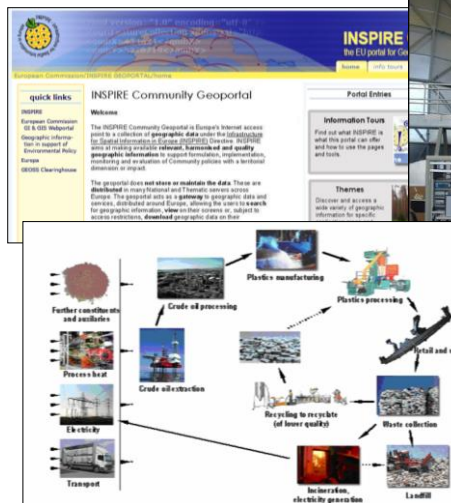 INSPIRE
the EU portal for Ge
home
info tours
European Commission/INSPIRE GEOPORTAL/home
quick links
INSPIRE
European Commission
GI & GIS Webportal
Geographic informa-
tion in support of
Environmental Policy
Europa
GEOSS Clearinghouse
INSPIRE Community Geoportal
Welcome
The INSPIRE Community Geoportal is Europe's Internet access
point to a collection of geographic data under the Infrastructure
for Spatial Information in Europe (INSPIRE) Directive. INSPIRE
aims at making available relevant, harmonised and quality
geographic information to support formulation, implementation,
monitoring and evaluation of Community policies with a territorial
dimension or impact.
The geoportal does not store or maintain the data. These are
distributed in many National and Thematic servers across
Europe. The geoportal acts as a gateway to geographic data and
services, distributed around Europe, allowing the users to search
for geographic information, view on their screens or, subject to
access restrictions, download geographic data on their
Portal Entries
Information Tours
Find out what INSPIRE is
what this portal can offer
and how to use the pages
and tools.
Themes
Discover and access a
wide variety of geographic
information for specific
Further constituents
and auxiliaries
Process heat
Electricity
Transport
Crude oil processing
Crude oil extraction
Plastics manufacturing
Plastics processing
Retail and
Recycling to recyclate
(of lower quality)
Waste collection
Incineration,
electricity generation
Landfill